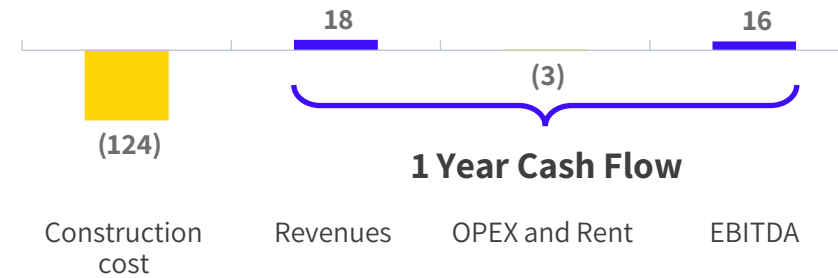 18
16
(3)
(124)
1 Year Cash Flow
Construction
cost
Revenues
OPEX and Rent
EBITDA